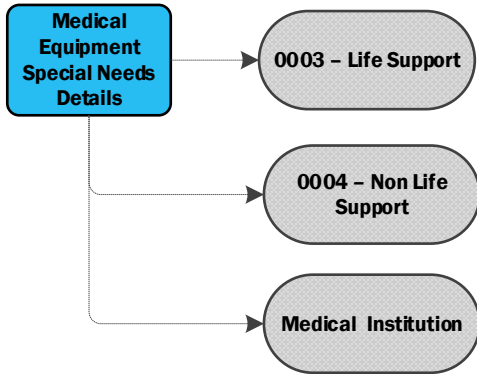 Medical
Equipment
Special Needs
Details
0003 – Life Support
0004 – Non Life
Support
Medical Institution